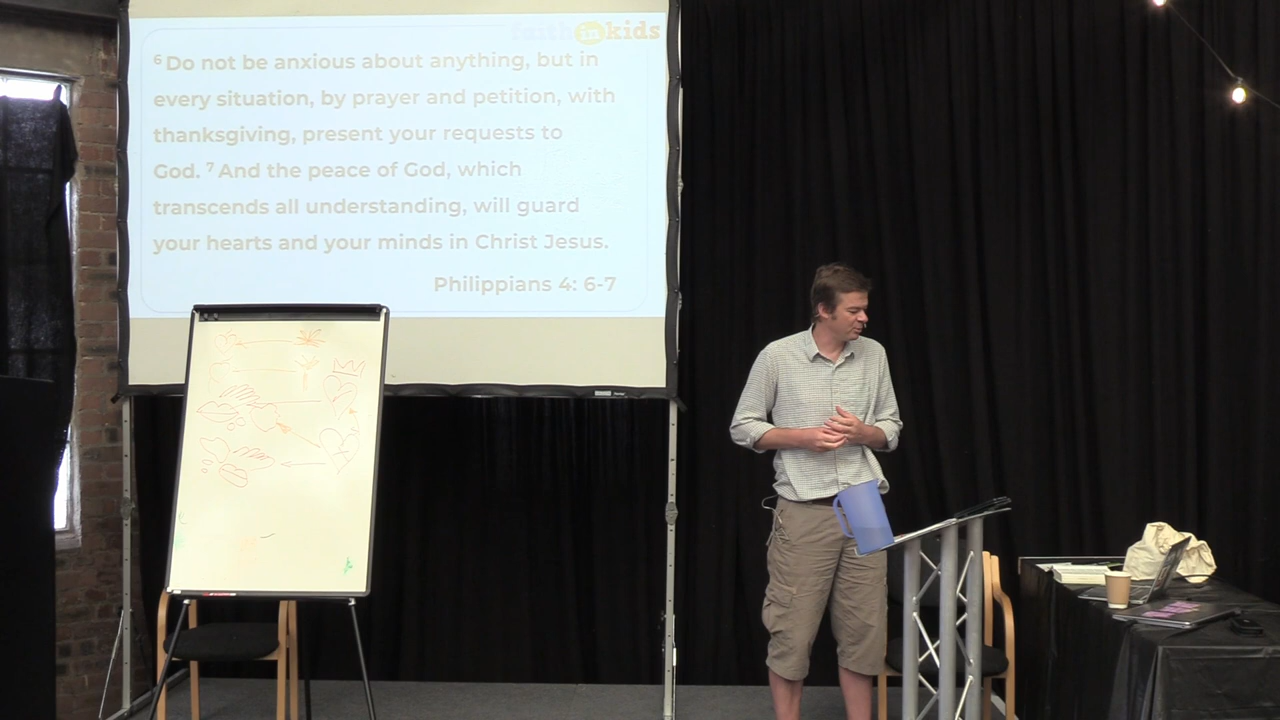 faith in kids
⁶ Do not be anxious about anything, but in
every situation, by prayer and petition, with
thanksgiving, present your requests to
God. ⁷ And the peace of God, which
transcends all understanding, will guard
your hearts and your minds in Christ Jesus.
Philippians 4: 6-7